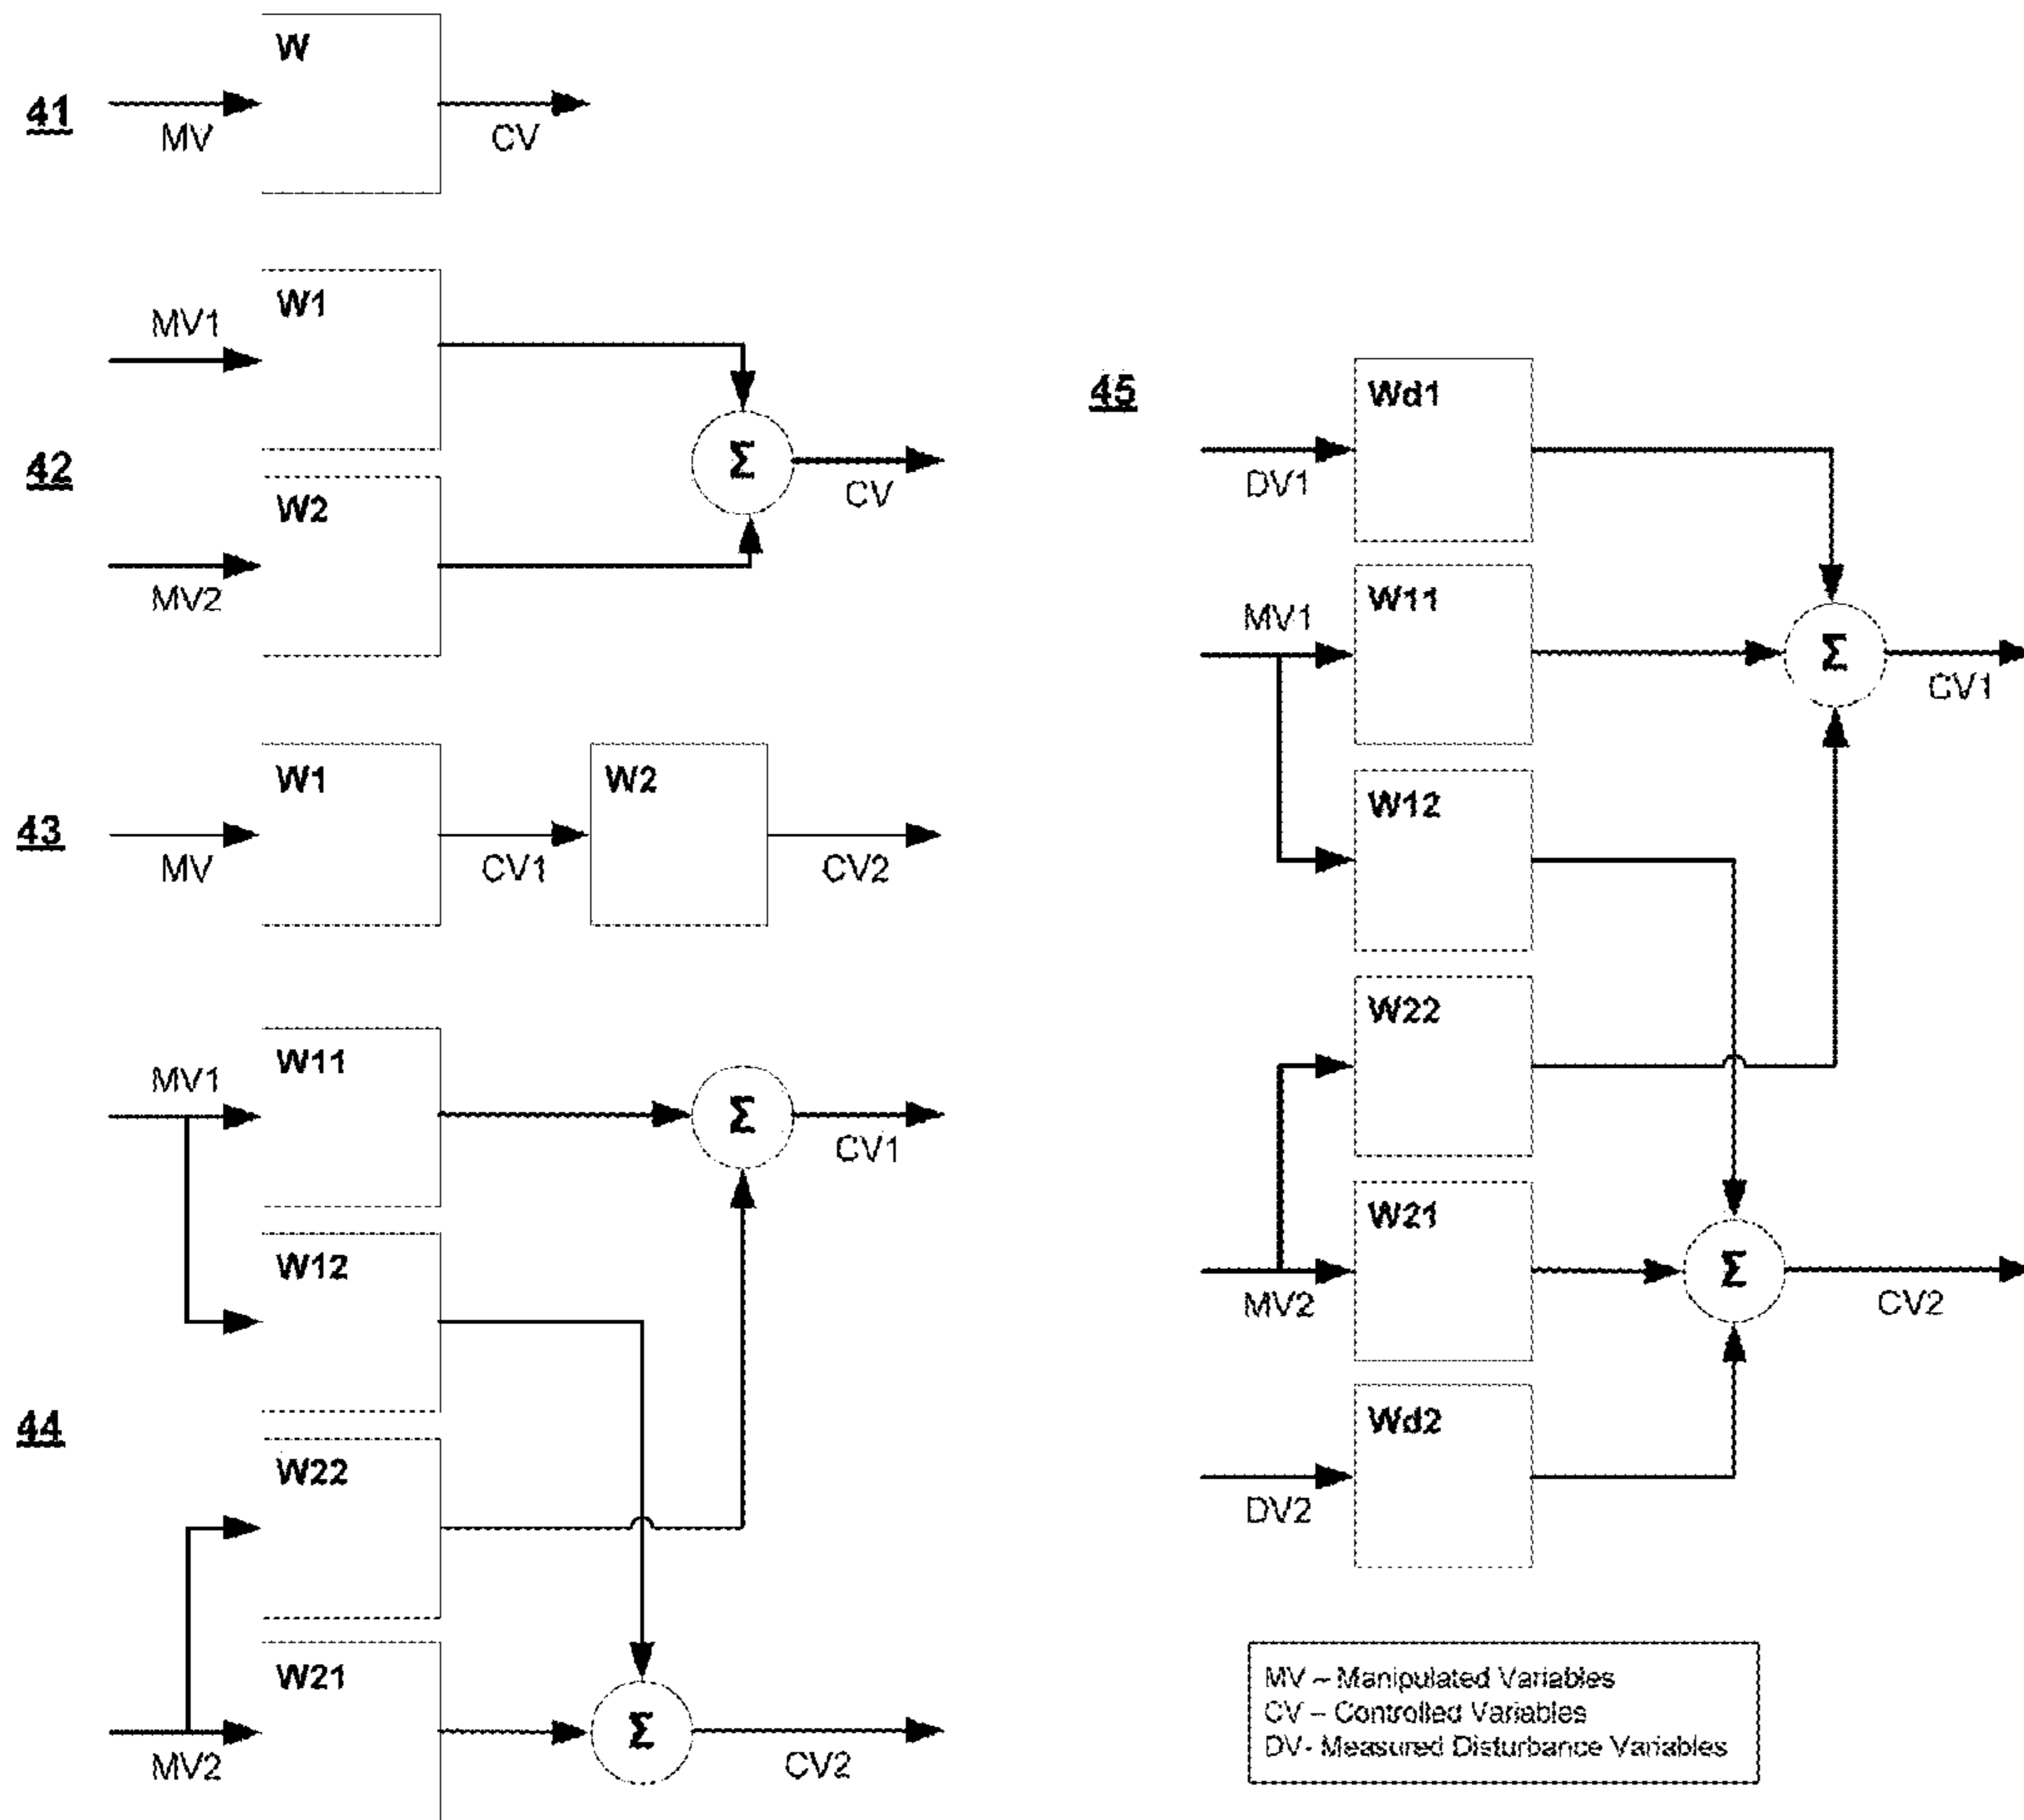 W
41
MV
CV
W1
MV1
42
Σ
CV
W2
MV2
W1
W2
43
MV
CV1
CV2
W11
MV1
Σ
CV1
W12
44
W22
W21
Σ
MV2
CV2
45
Wd1
DV1
W11
MV1
Σ
CV1
W12
W22
W21
Σ
MV2
CV2
Wd2
DV2
MV – Manipulated Variables
CV – Controlled Variables
DV- Measured Disturbance Variables